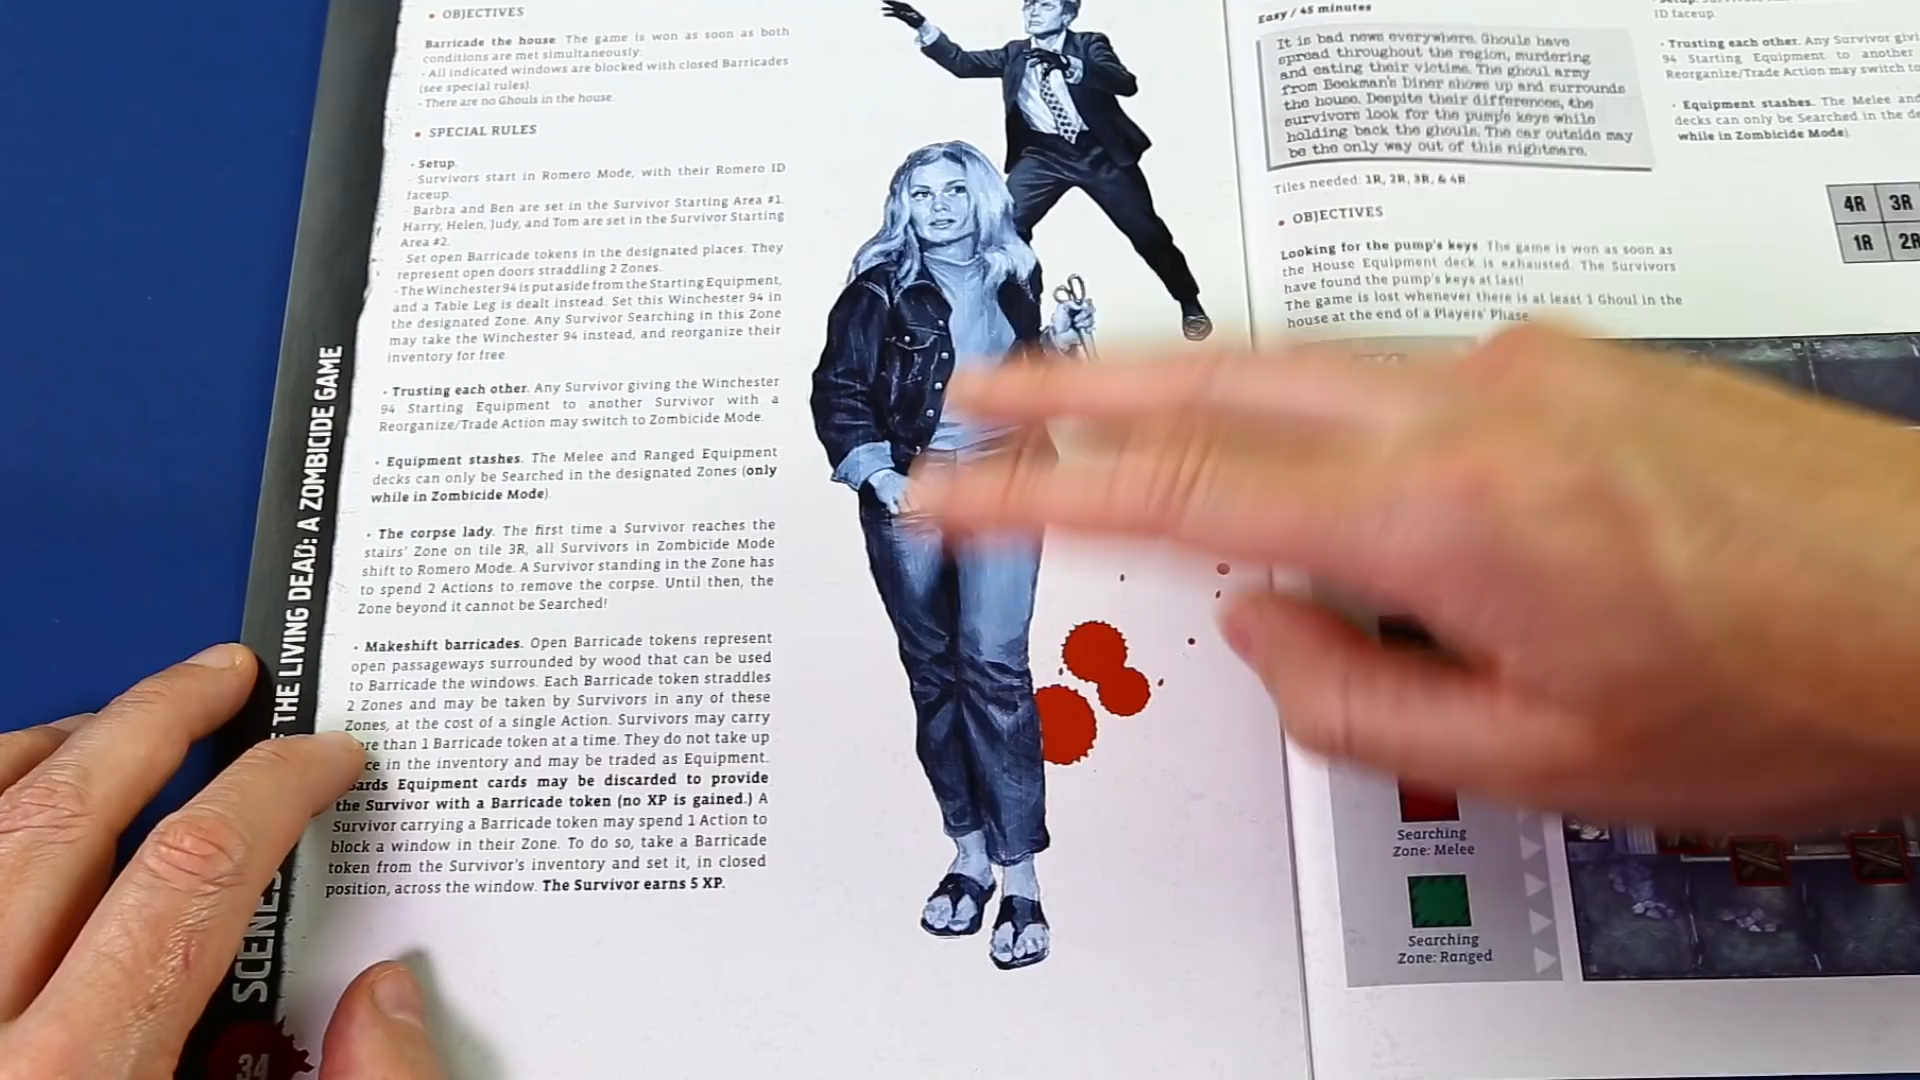 • OBJECTIVES
Barricade the house. The game is won as soon as both
conditions are met simultaneously:
- All indicated windows are blocked with closed Barricades
(see special rules).
- There are no Ghouls in the house.
• SPECIAL RULES
• Setup.
- Survivors start in Romero Mode, with their Romero ID
faceup.
- Barbra and Ben are set in the Survivor Starting Area #1.
Harry, Helen, Judy, and Tom are set in the Survivor Starting
Area #2.
- Set open Barricade tokens in the designated places. They
represent open doors straddling 2 Zones.
- The Winchester 94 is put aside from the Starting Equipment,
and a Table Leg is dealt instead. Set this Winchester 94 in
the designated Zone. Any Survivor Searching in this Zone
may take the Winchester 94 instead, and reorganize their
inventory for free.
• Trusting each other. Any Survivor giving the Winchester
94 Starting Equipment to another Survivor with a
Reorganize/Trade Action may switch to Zombicide Mode.
• Equipment stashes. The Melee and Ranged Equipment
decks can only be Searched in the designated Zones (only
while in Zombicide Mode).
• The corpse lady. The first time a Survivor reaches the
stairs' Zone on tile 3R, all Survivors in Zombicide Mode
shift to Romero Mode. A Survivor standing in the Zone has
to spend 2 Actions to remove the corpse. Until then, the
Zone beyond it cannot be Searched!
• Makeshift barricades. Open Barricade tokens represent
open passageways surrounded by wood that can be used
to Barricade the windows. Each Barricade token straddles
2 Zones and may be taken by Survivors in any of these
Zones, at the cost of a single Action. Survivors may carry
than 1 Barricade token at a time. They do not take up
in the inventory and may be traded as Equipment.
Equipment cards may be discarded to provide
the Survivor with a Barricade token (no XP is gained.) A
Survivor carrying a Barricade token may spend 1 Action to
block a window in their Zone. To do so, take a Barricade
token from the Survivor's inventory and set it, in closed
position, across the window. The Survivor earns 5 XP.
THE LIVING DEAD: A ZOMBICIDE GAME
34
Easy / 45 minutes
It is bad news everywhere. Ghouls have
spread throughout the region, murdering
and eating their victims. The ghoul army
from Beekman's Diner shows up and surrounds
the house. Despite their differences, the
survivors look for the pump's keys while
holding back the ghouls. The car outside may
be the only way out of this nightmare.
Tiles needed: 1R, 2R, 3R, & 4R.
• OBJECTIVES
Looking for the pump's keys. The game is won as soon as
the House Equipment deck is exhausted. The Survivors
have found the pump's keys at last!
The game is lost whenever there is at least 1 Ghoul in the
house at the end of a Players' Phase.
ID faceup.
• Trusting each other. Any Survivor
94 Starting Equipment to another
Reorganize/Trade Action may switch to
• Equipment stashes. The Melee and
decks can only be Searched in the
while in Zombicide Mode).
4R 3R
1R 2R
Searching
Zone: Melee
Searching
Zone: Ranged